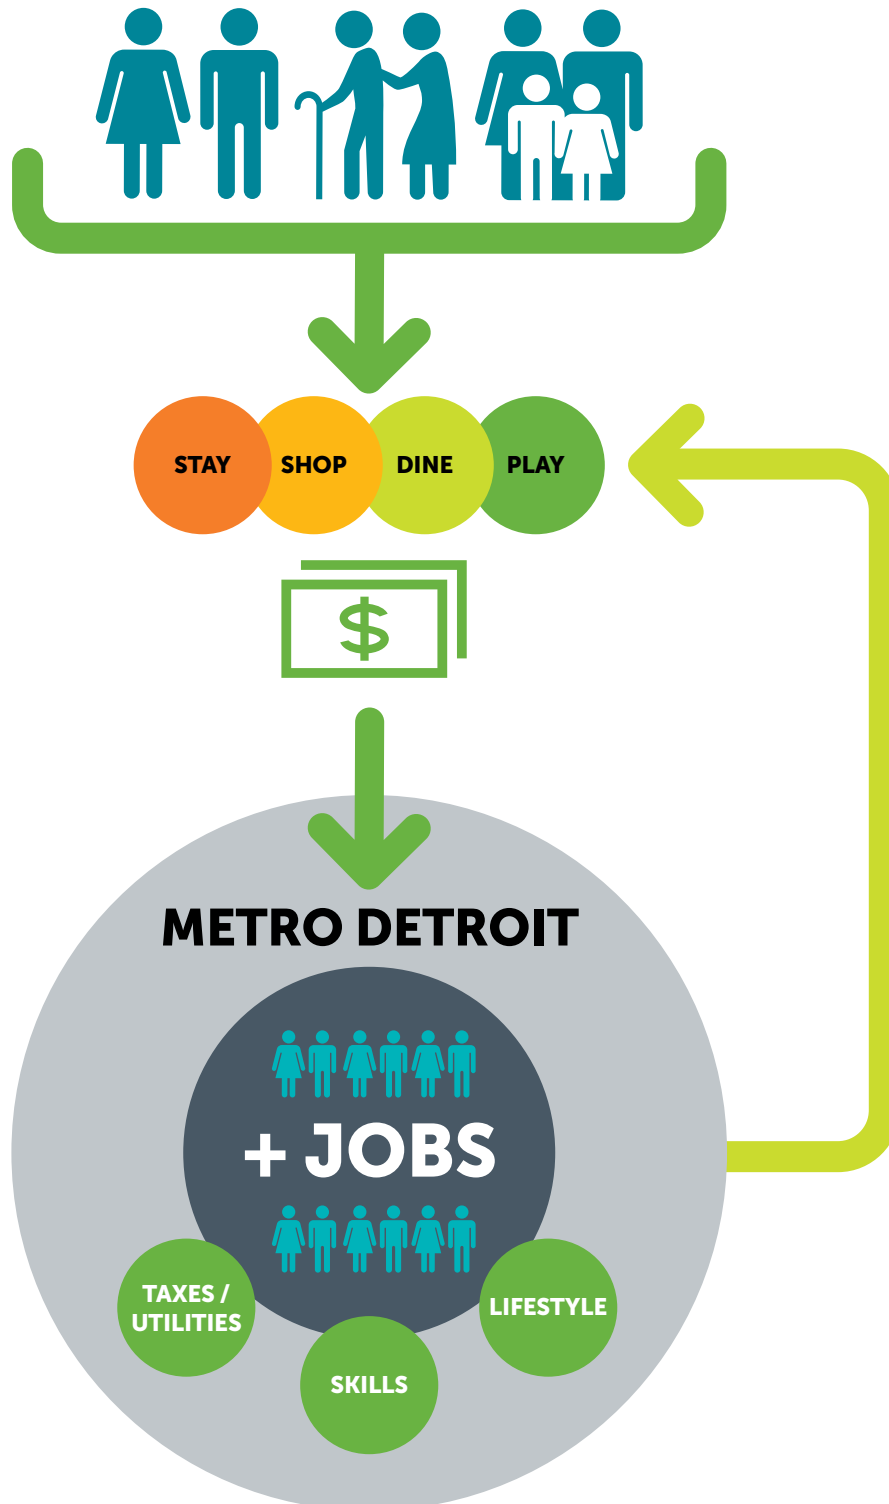 STAY SHOP DINE PLAY
$
METRO DETROIT
+ JOBS
TAXES /
UTILITIES
SKILLS
LIFESTYLE